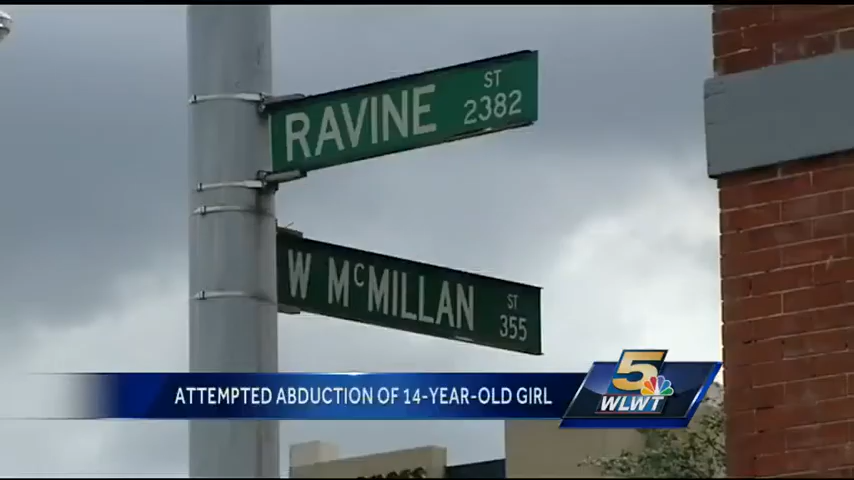 RAVINE ST 2382
W McMILLAN ST 355
ATTEMPTED ABDUCTION OF 14-YEAR-OLD GIRL
5
WLWT